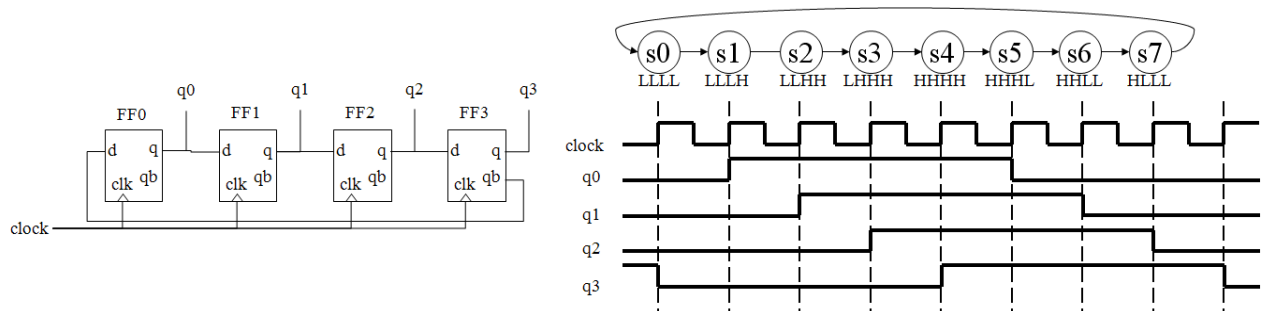 s0 s1 s2 s3 s4 s5 s6 s7
LLLL LLLH LLHH LHHH HHHH HHHL HHLL HLLL
q0 q1 q2 q3
FF0 FF1 FF2 FF3
d q d q d q d q
qb qb qb qb
clk clk clk clk
clock
clock
q0
q1
q2
q3